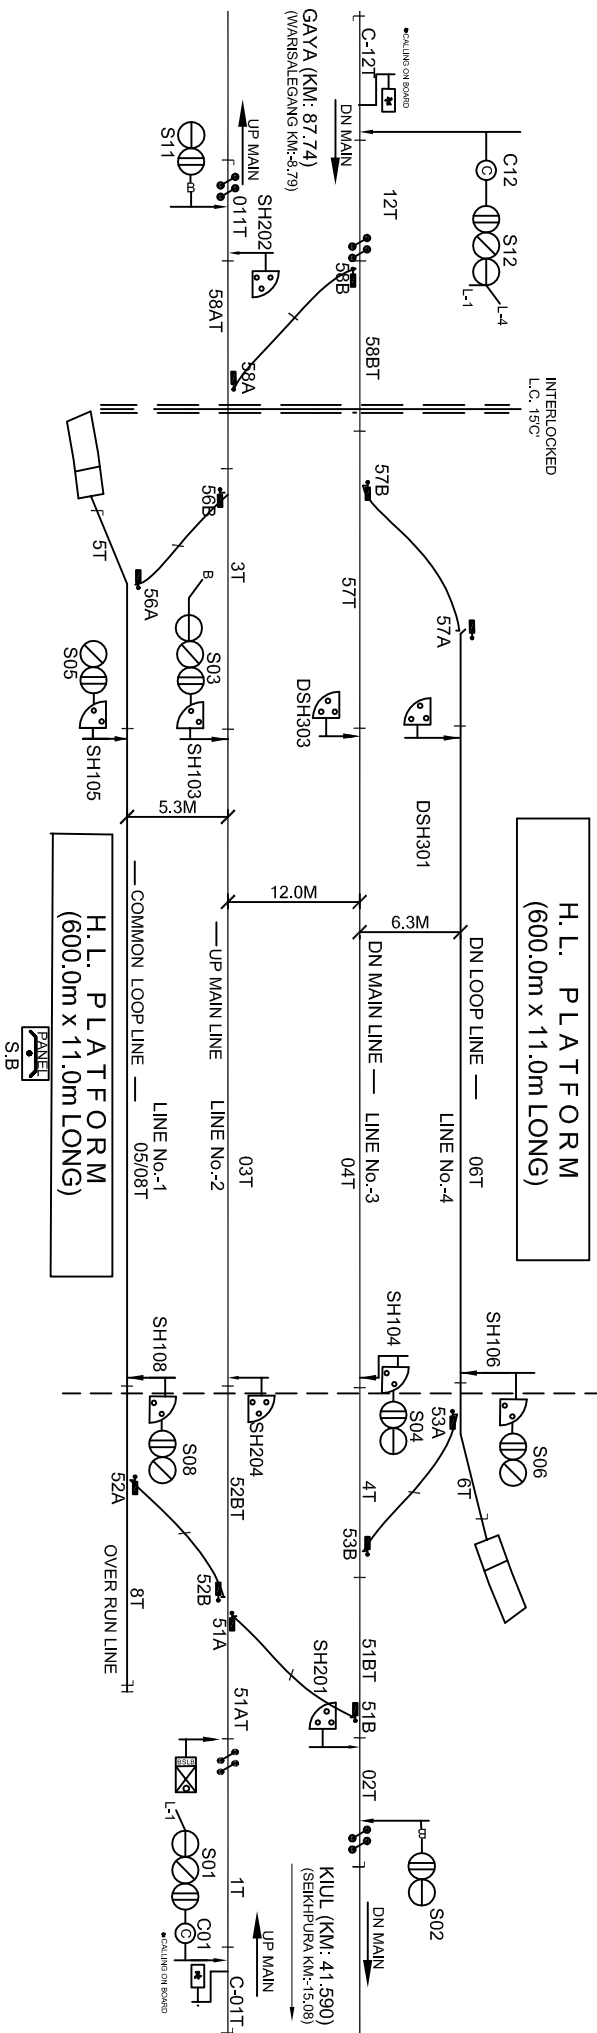 GAYA (KM: 87.74)
(WARISALEGANG KM:-8.79)
C-12T
CALLING ON BOARD
DN MAIN
UP MAIN
S11
B
011T
SH202
12T
C12
C
S12
L-1
L-4
58B
58AT
58A
58BT
INTERLOCKED
L.C. 15'C'
57B
57T
57A
56B
3T
5T
56A
B
S03
S05
SH105
SH103
DSH303
DSH301
5.3M
12.0M
6.3M
H. L. P L A T F O R M
(600.0m x 11.0m LONG)
DN LOOP LINE
LINE No.-4
06T
DN MAIN LINE
LINE No.-3
04T
UP MAIN LINE
LINE No.-2
03T
COMMON LOOP LINE
LINE No.-1
05/08T
H. L. P L A T F O R M
(600.0m x 11.0m LONG)
PANEL
S.B
SH108
S08
SH204
SH104
S04
SH106
S06
53A
6T
4T
53B
52A
52BT
52B
51A
8T
OVER RUN LINE
SH201
51BT
51B
51AT
02T
BSLB
B
S02
L-1
S01
C
C01
1T
KIUL (KM: 41.590)
(SEIKHPURA KM:-15.08)
DN MAIN
UP MAIN
C-01T
CALLING ON BOARD